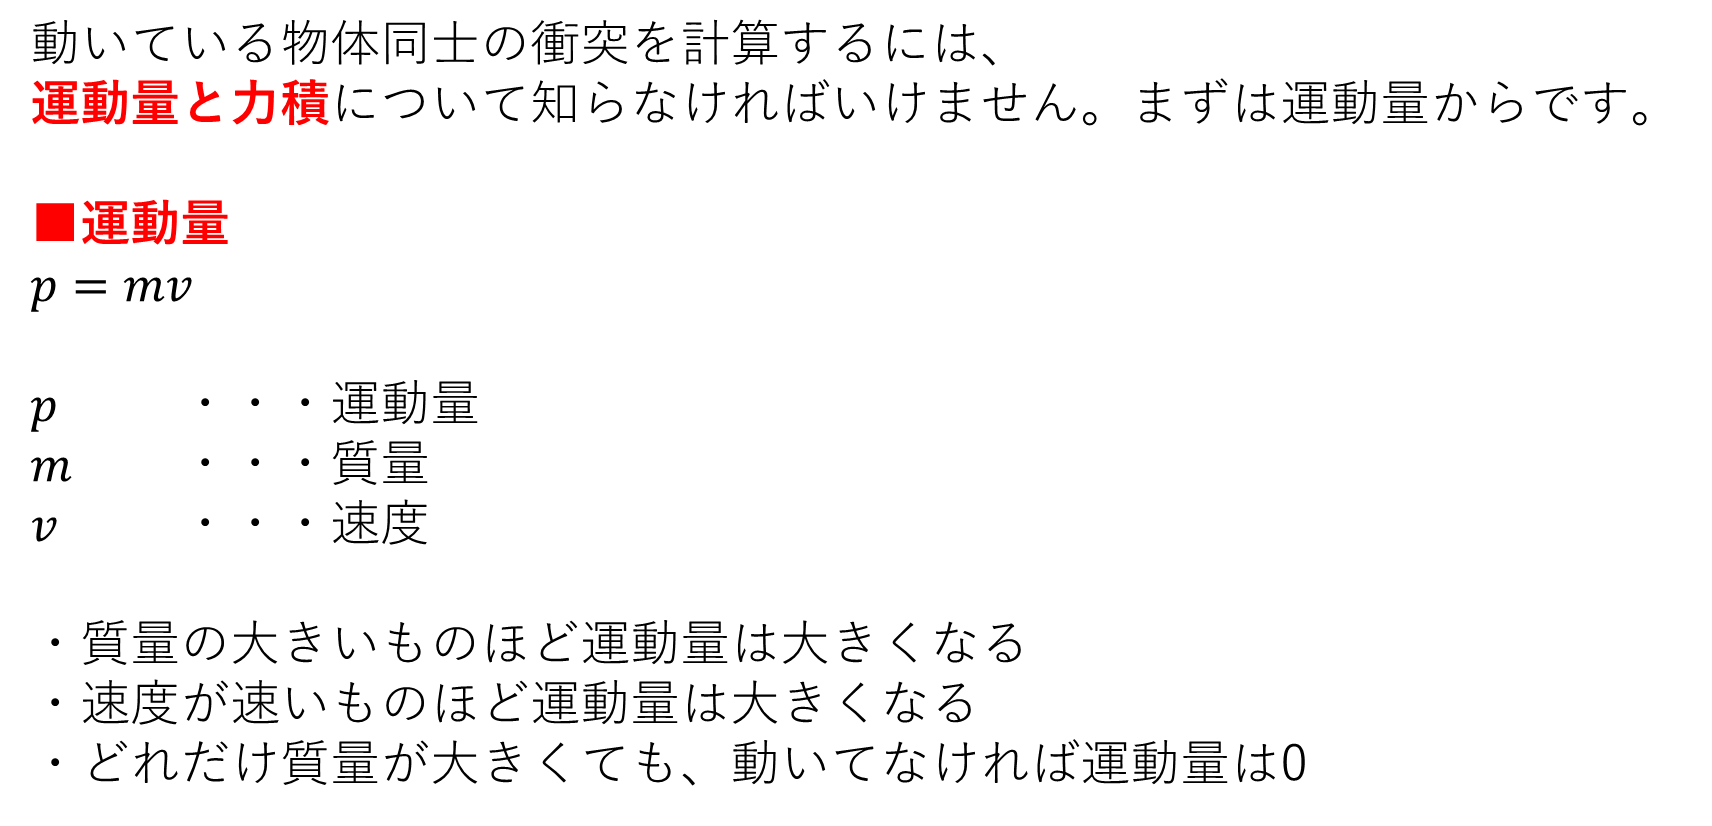 動いている物体同士の衝突を計算するには、
運動量と力積について知らなければいけません。まずは運動量からです。
■運動量
p = mv
p ・・・運動量
m ・・・質量
v ・・・速度
・質量の大きいものほど運動量は大きくなる
・速度が速いものほど運動量は大きくなる
・どれだけ質量が大きくても、動いてなければ運動量は0